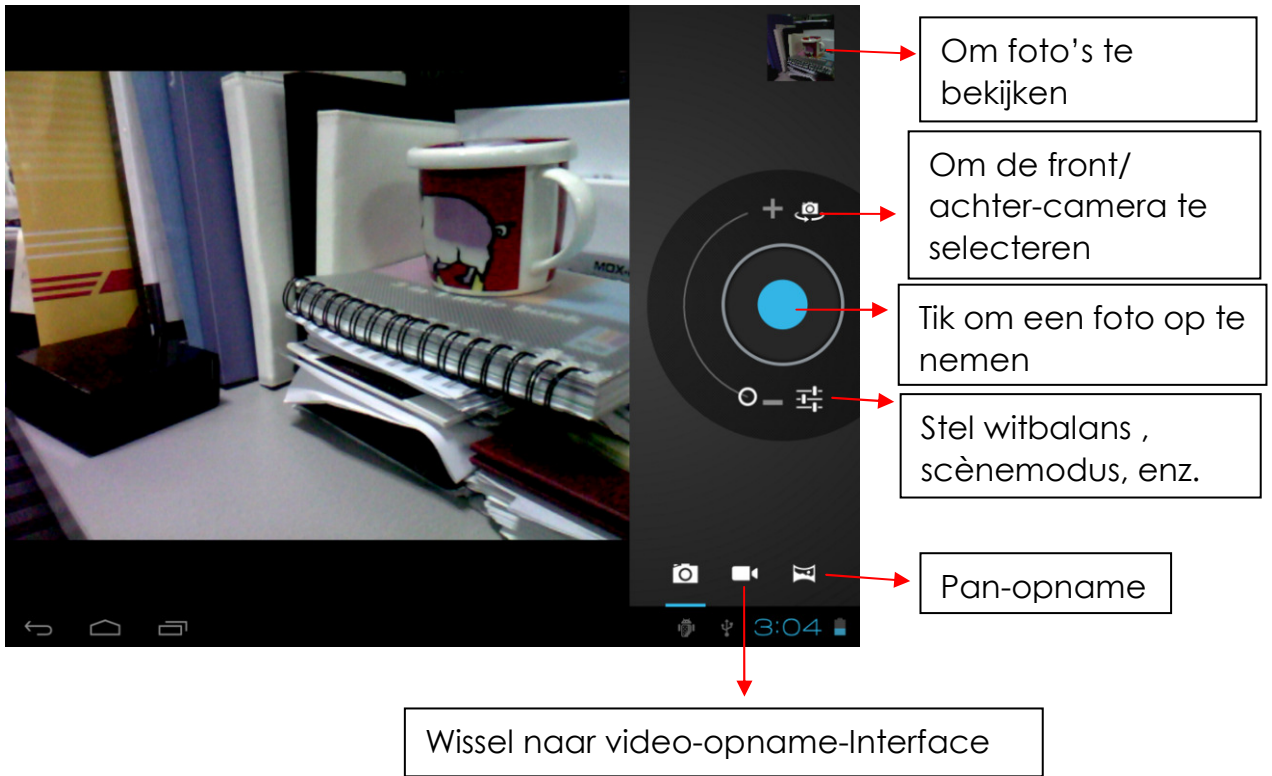 Om foto’s te
bekijken
Om de front/
achter-camera te
selecteren
Tik om een foto op te
nemen
Stel witbalans ,
scènemodus, enz.
Pan-opname
3:04
Wissel naar video-opname-Interface